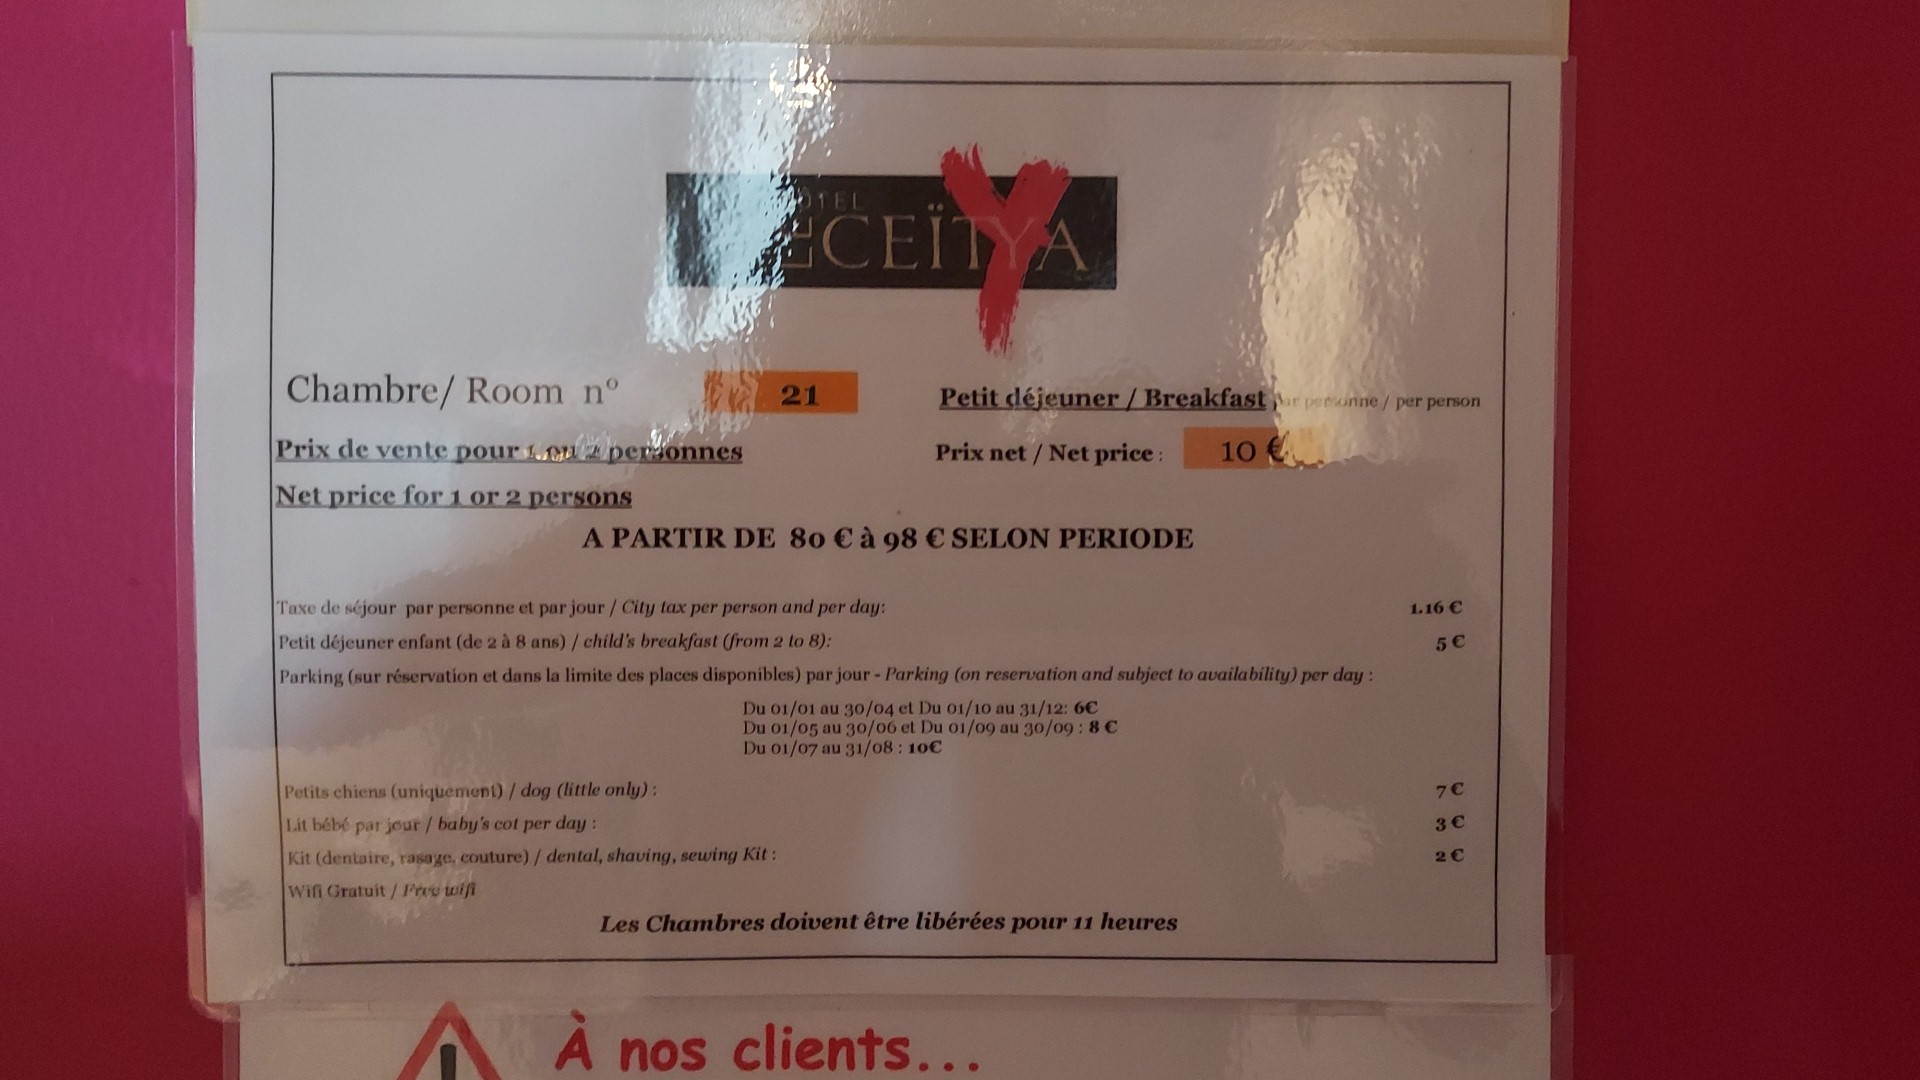 CEÏTYA
Chambre/ Room n° 21
Petit déjeuner / Breakfast par personne / per person
Prix de vente pour 1 ou 2 personnes
Prix net / Net price : 10 €
Net price for 1 or 2 persons
A PARTIR DE 80 € à 98 € SELON PERIODE
Taxe de séjour par personne et par jour / City tax per person and per day: 1.16 €
Petit déjeuner enfant (de 2 à 8 ans) / child's breakfast (from 2 to 8): 5 €
Parking (sur réservation et dans la limite des places disponibles) par jour - Parking (on reservation and subject to availability) per day :
Du 01/01 au 30/04 et Du 01/10 au 31/12: 6€
Du 01/05 au 30/06 et Du 01/09 au 30/09 : 8 €
Du 01/07 au 31/08 : 10€
Petits chiens (uniquement) / dog (little only) : 7 €
Lit bébé par jour / baby's cot per day : 3 €
Kit (dentaire, rasage, couture) / dental, shaving, sewing Kit : 2 €
Wifi Gratuit / Free wifi
Les Chambres doivent être libérées pour 11 heures
À nos clients...